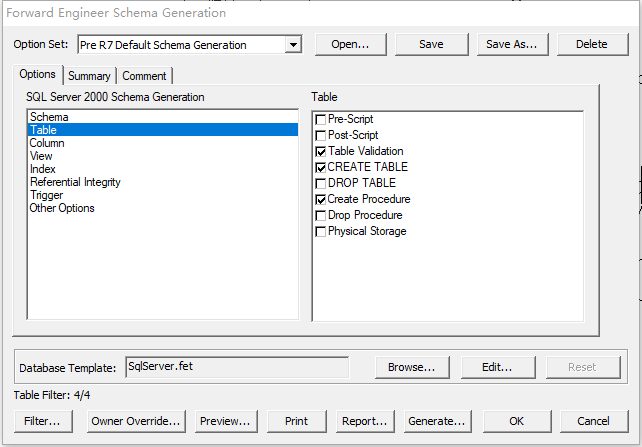 Forward Engineer Schema Generation
Option Set: Pre R7 Default Schema Generation Open... Save Save As... Delete
Options Summary Comment
SQL Server 2000 Schema Generation
Schema
Table
Column
View
Index
Referential Integrity
Trigger
Other Options
Table
Pre-Script
Post-Script
Table Validation
CREATE TABLE
DROP TABLE
Create Procedure
Drop Procedure
Physical Storage
Database Template: SqlServer.fet Browse... Edit... Reset
Table Filter: 4/4
Filter... Owner Override... Preview... Print Report... Generate... OK Cancel